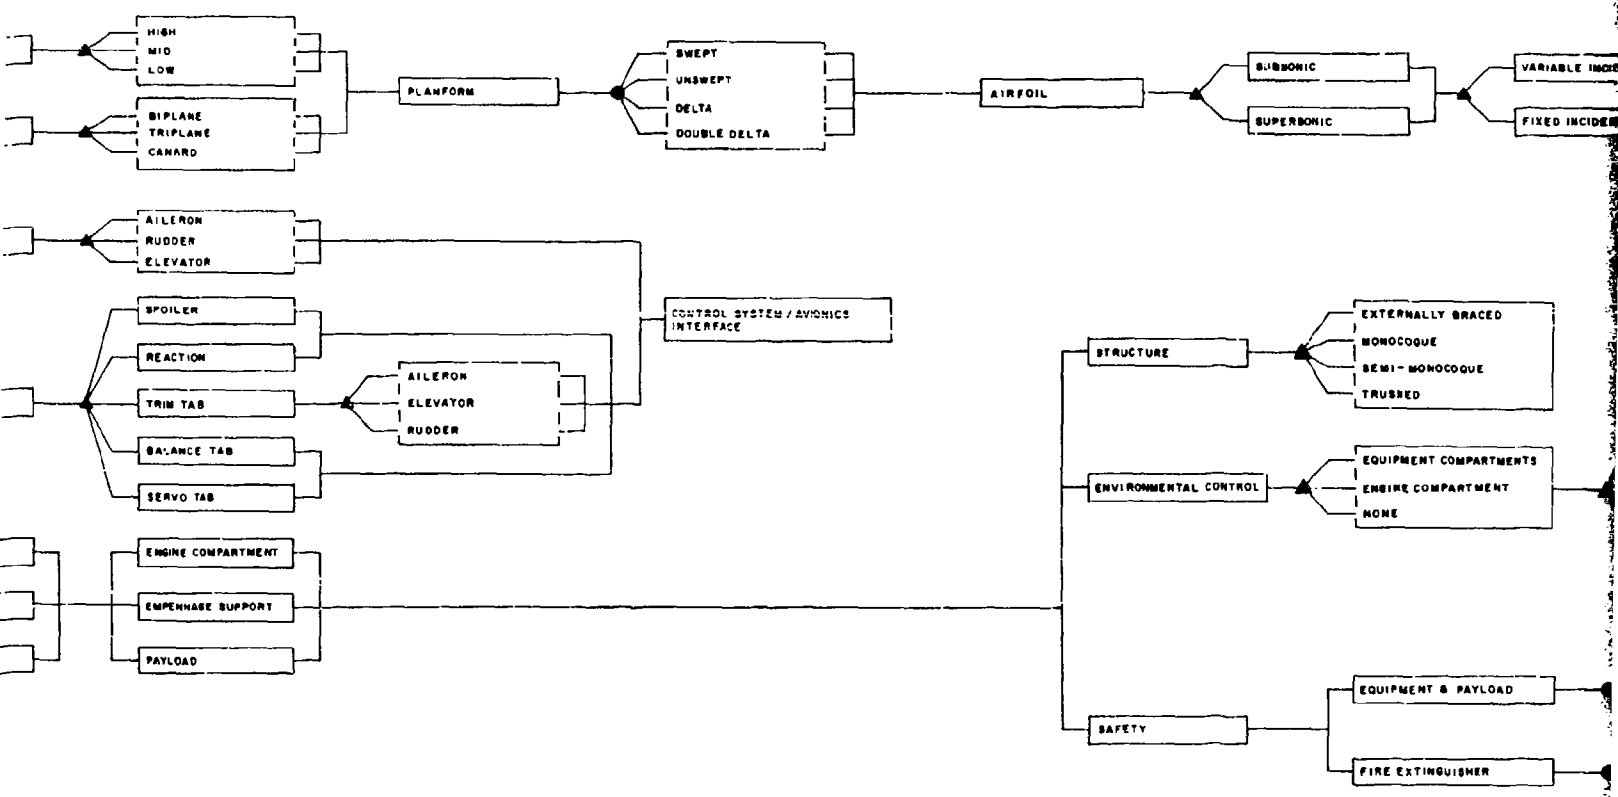 HIGH
MID
LOW
BIPLANE
TRIPLANE
CANARD
PLANFORM
SWEPT
UNSWEPT
DELTA
DOUBLE DELTA
AIRFOIL
SUBSONIC
SUPERSONIC
VARIABLE
FIXED
AILERON
RUDDER
ELEVATOR
SPOILER
REACTION
TRIM TAB
BALANCE TAB
SERVO TAB
AILERON
ELEVATOR
RUDDER
CONTROL SYSTEM / AVIONICS
INTERFACE
ENGINE COMPARTMENT
EMPENNAGE SUPPORT
PAYLOAD
STRUCTURE
EXTERNALLY BRACED
MONOCOQUE
SEMI-MONOCOQUE
TRUSSED
ENVIRONMENTAL CONTROL
EQUIPMENT COMPARTMENTS
ENGINE COMPARTMENT
NONE
SAFETY
EQUIPMENT & PAYLOAD
FIRE EXTINGUISHER